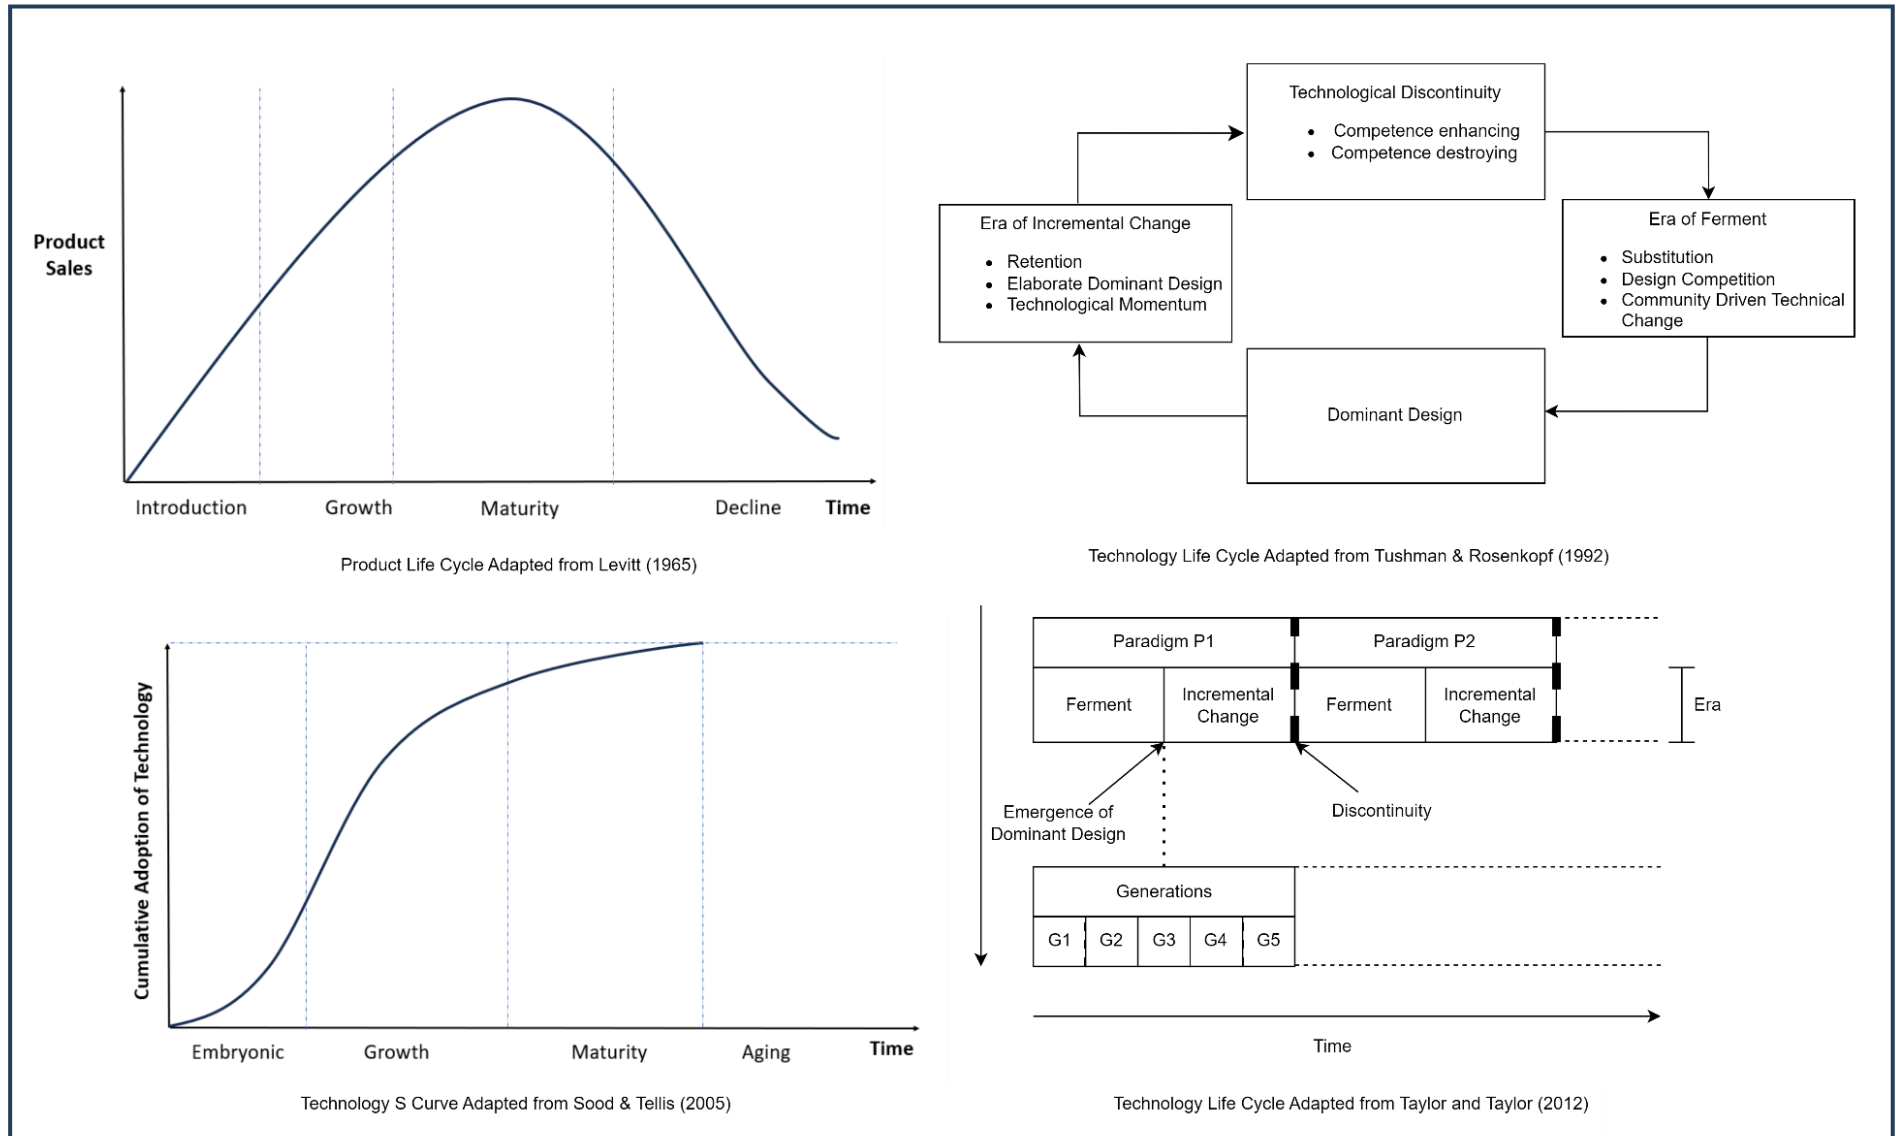 Product
Sales
Introduction
Growth
Maturity
Decline
Time
Product Life Cycle Adapted from Levitt (1965)
Technological Discontinuity
• Competence enhancing
• Competence destroying
Era of Incremental Change
• Retention
• Elaborate Dominant Design
• Technological Momentum
Era of Ferment
• Substitution
• Design Competition
• Community Driven Technical
Change
Dominant Design
Technology Life Cycle Adapted from Tushman & Rosenkopf (1992)
Cumulative Adoption of Technology
Embryonic
Growth
Maturity
Aging
Time
Technology S Curve Adapted from Sood & Tellis (2005)
Paradigm P1
Paradigm P2
Ferment
Incremental
Change
Ferment
Incremental
Change
Era
Emergence of
Dominant Design
Discontinuity
Generations
G1
G2
G3
G4
G5
Time
Technology Life Cycle Adapted from Taylor and Taylor (2012)